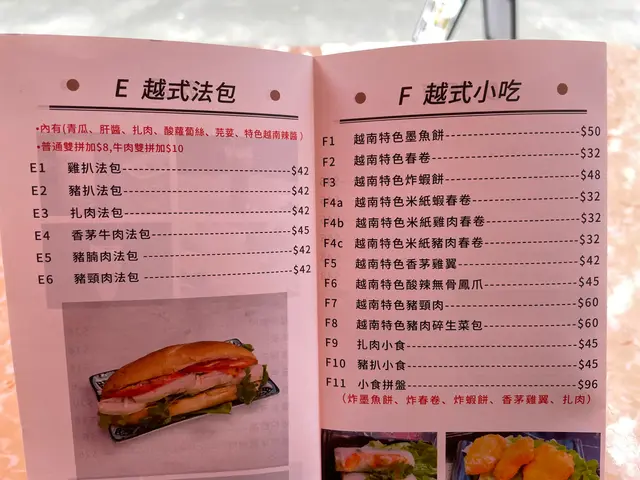 E 越式法包
•內有(青瓜、肝醬、扎肉、酸蘿蔔絲、芫荽、特色越南辣醬)
•普通雙拼加$8,牛肉雙拼加$10
E1 雞扒法包 $42
E2 豬扒法包 $42
E3 扎肉法包 $42
E4 香茅牛肉法包 $45
E5 豬腩肉法包 $42
E6 豬頸肉法包 $42
F 越式小吃
F1 越南特色墨魚餅 $50
F2 越南特色春卷 $32
F3 越南特色炸蝦餅 $48
F4a 越南特色米紙蝦春卷 $32
F4b 越南特色米紙雞肉春卷 $32
F4c 越南特色米紙豬肉春卷 $32
F5 越南特色香茅雞翼 $42
F6 越南特色酸辣無骨鳳爪 $45
F7 越南特色豬頸肉 $60
F8 越南特色豬肉碎生菜包 $60
F9 扎肉小食 $45
F10 豬扒小食 $45
F11 小食拼盤 $96
(炸墨魚餅、炸春卷、炸蝦餅、香茅雞翼、扎肉)